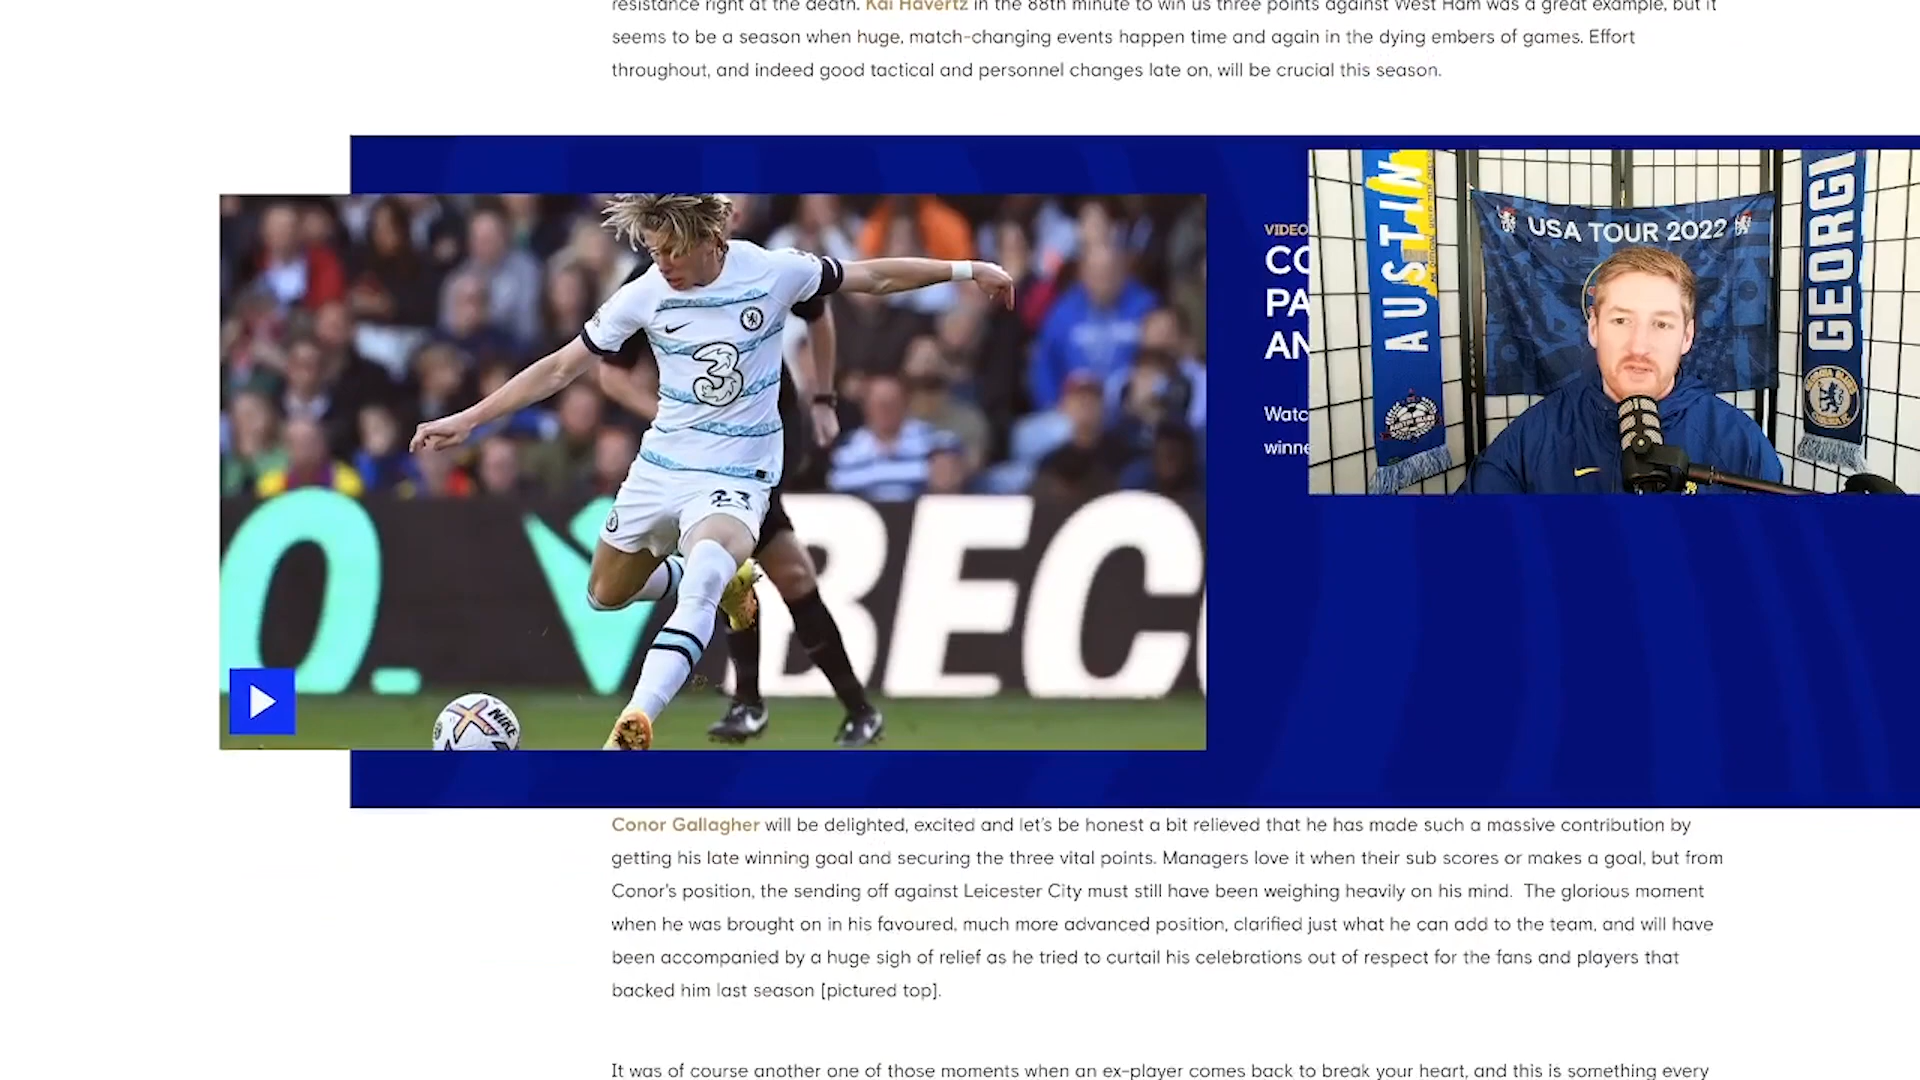 resistance right at the death. Kai Havertz in the 88th minute to win us three points against West Ham was a great example, but it
seems to be a season when huge, match-changing events happen time and again in the dying embers of games. Effort
throughout, and indeed good tactical and personnel changes late on, will be crucial this season.
VIDEO
CO
PA
AN
Watc
winne
AUSTIN
USA TOUR 2022
GEORGI
3
23
O.
BEC
NIKE
Conor Gallagher will be delighted, excited and let's be honest a bit relieved that he has made such a massive contribution by
getting his late winning goal and securing the three vital points. Managers love it when their sub scores or makes a goal, but from
Conor's position, the sending off against Leicester City must still have been weighing heavily on his mind.  The glorious moment
when he was brought on in his favoured, much more advanced position, clarified just what he can add to the team, and will have
been accompanied by a huge sigh of relief as he tried to curtail his celebrations out of respect for the fans and players that
backed him last season [pictured top].
It was of course another one of those moments when an ex-player comes back to break your heart, and this is something every